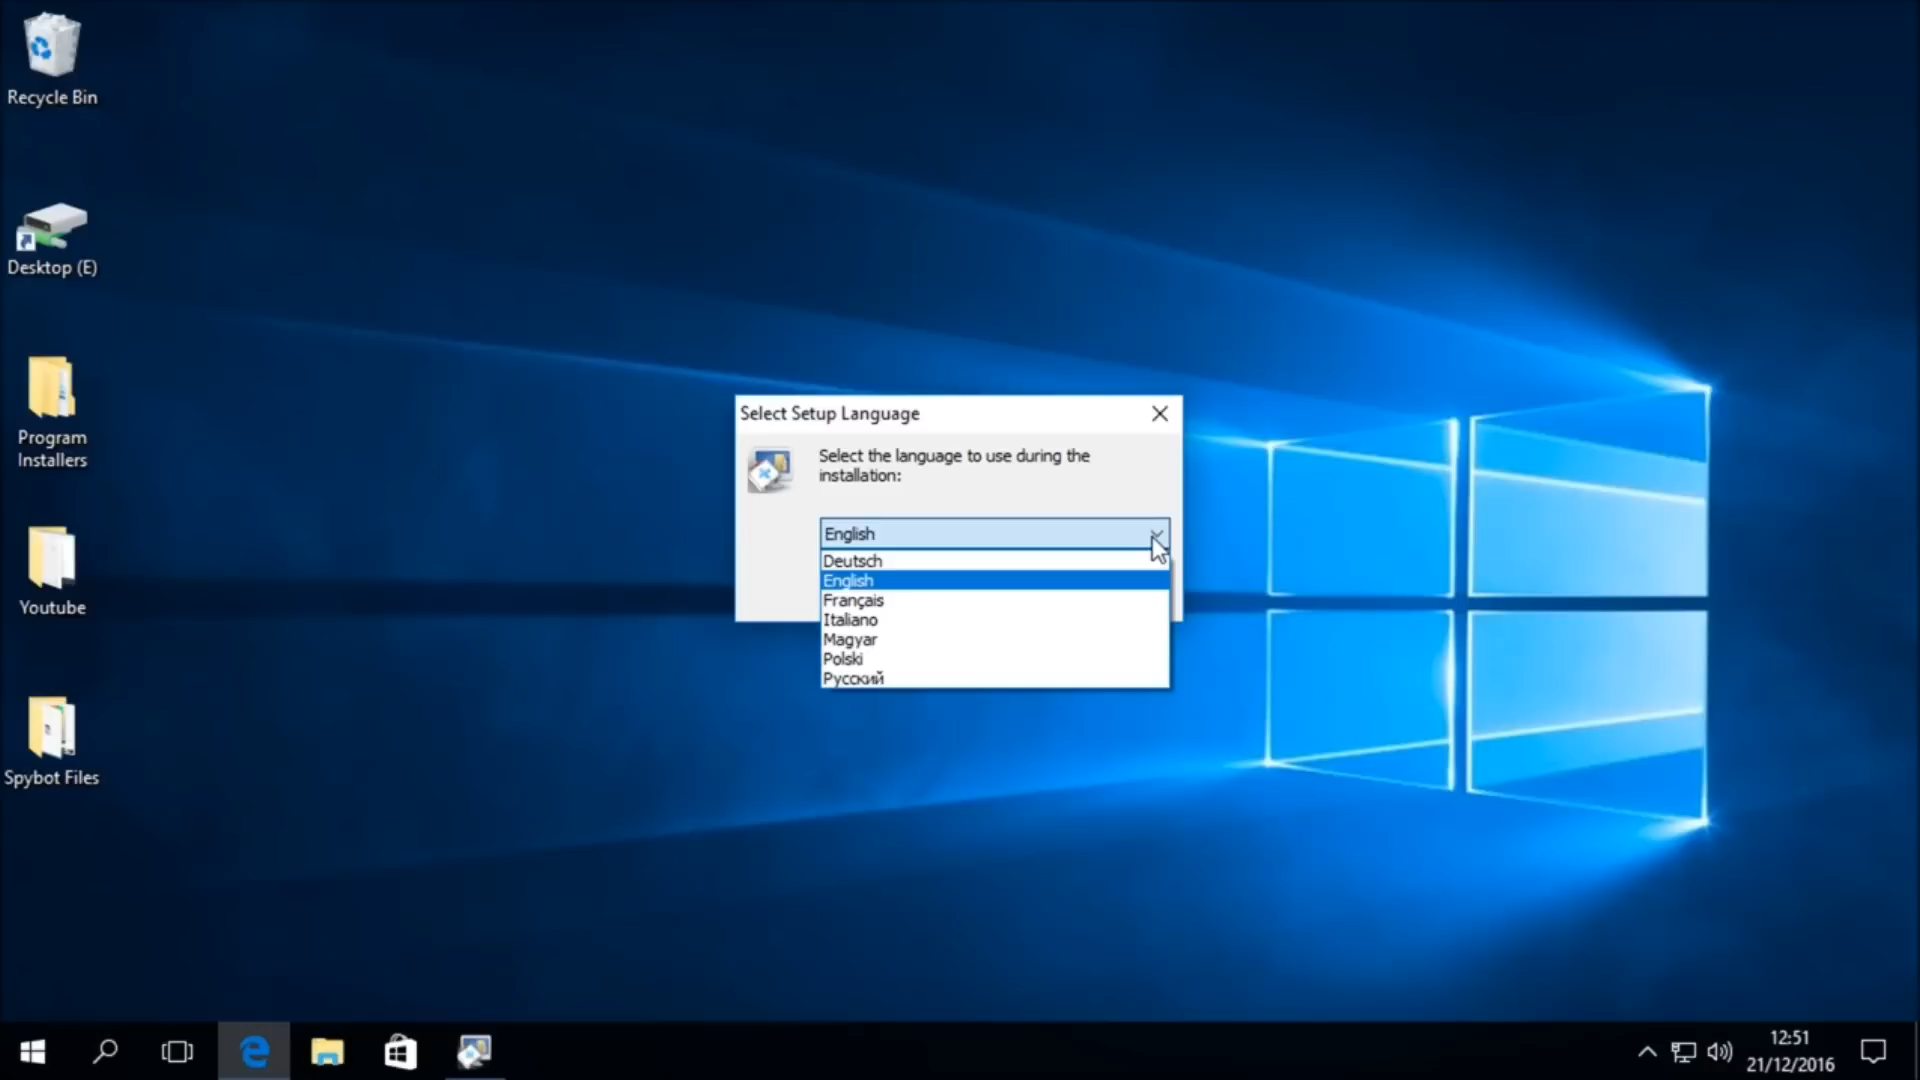 Recycle Bin
Desktop (E)
Program
Installers
Youtube
Spybot Files
Select Setup Language
Select the language to use during the
installation:
English
Deutsch
English
Français
Italiano
Magyar
Polski
Русский
12:51
21/12/2016